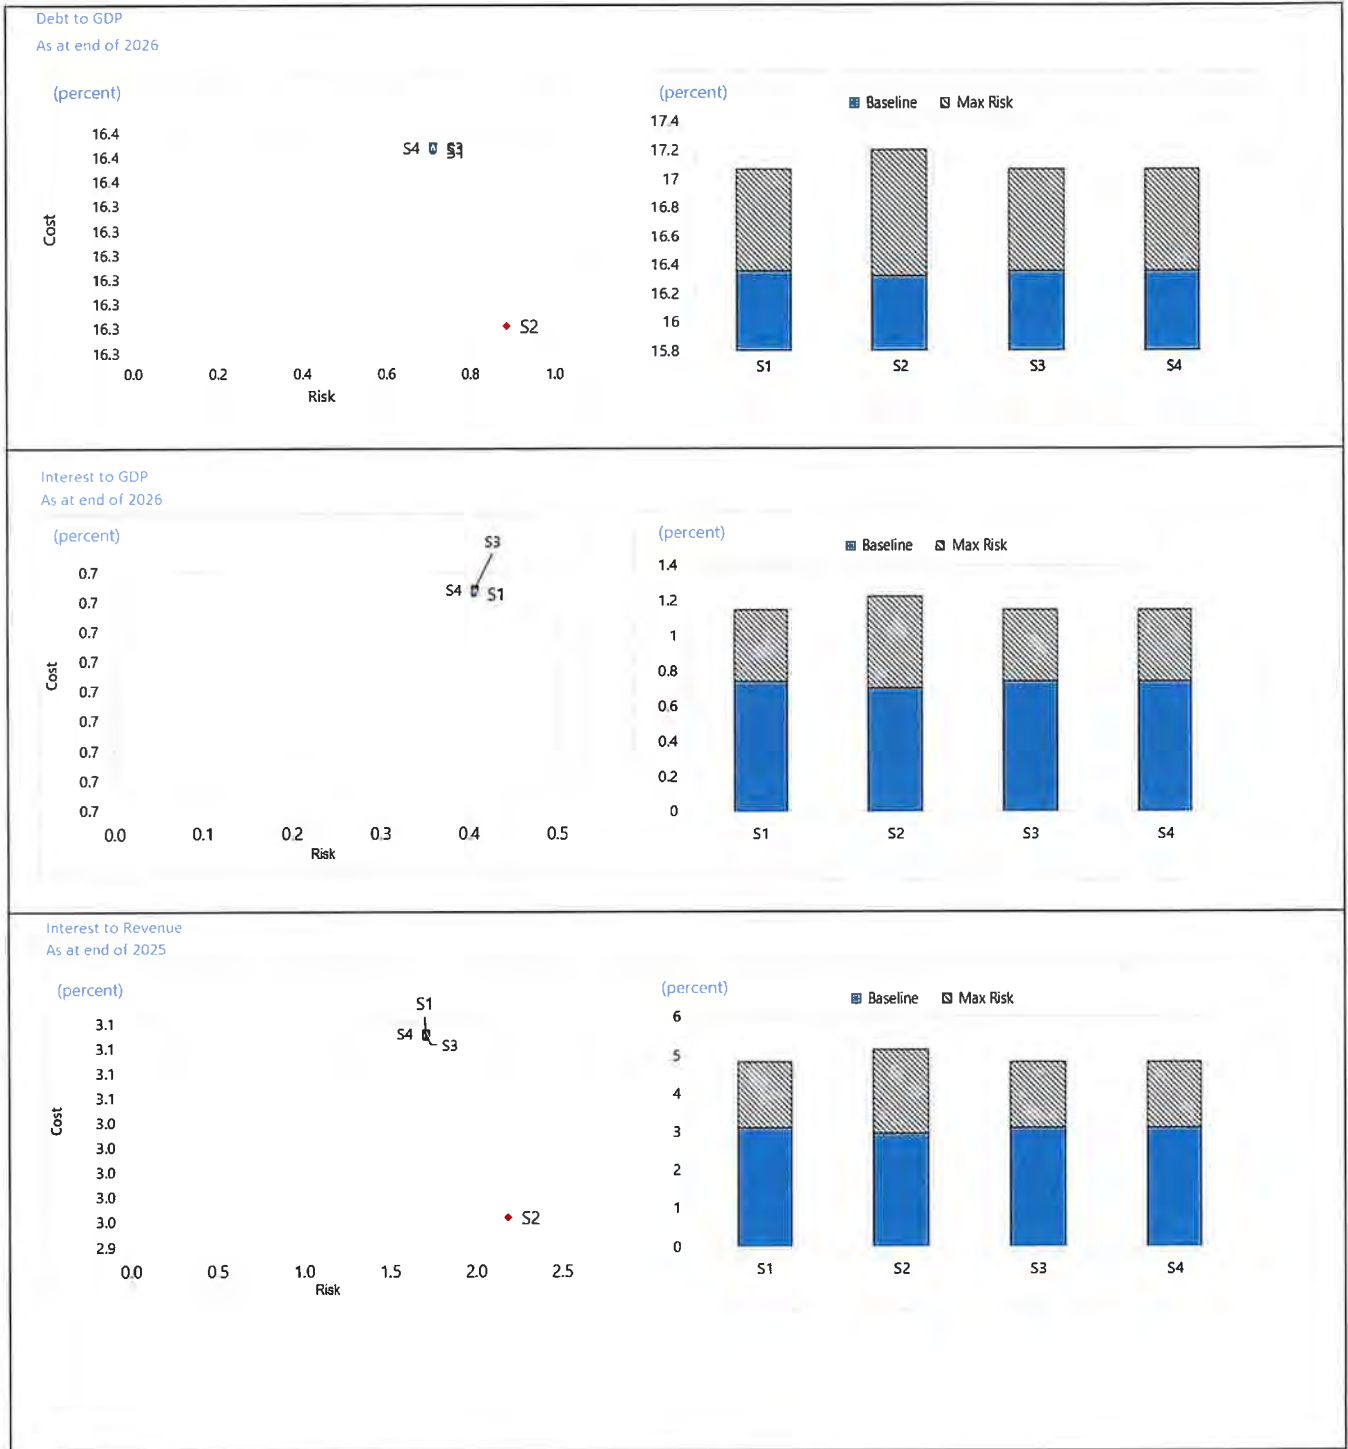 Debt to GDP
As at end of 2026
(percent)
16.4
16.4
16.4
16.3
16.3
16.3
16.3
16.3
16.3
16.3
Cost
S4 S3
S1
S2
0.0 0.2 0.4 0.6 0.8 1.0
Risk
(percent)
Baseline Max Risk
17.4
17.2
17
16.8
16.6
16.4
16.2
16
15.8
S1 S2 S3 S4
Interest to GDP
As at end of 2026
(percent)
0.7
0.7
0.7
0.7
0.7
0.7
0.7
0.7
0.7
Cost
S3
S4 S1
0.0 0.1 0.2 0.3 0.4 0.5
Risk
(percent)
Baseline Max Risk
1.4
1.2
1
0.8
0.6
0.4
0.2
0
S1 S2 S3 S4
Interest to Revenue
As at end of 2025
(percent)
3.1
3.1
3.1
3.1
3.0
3.0
3.0
3.0
3.0
2.9
Cost
S1
S4 S3
S2
0.0 0.5 1.0 1.5 2.0 2.5
Risk
(percent)
Baseline Max Risk
6
5
4
3
2
1
0
S1 S2 S3 S4